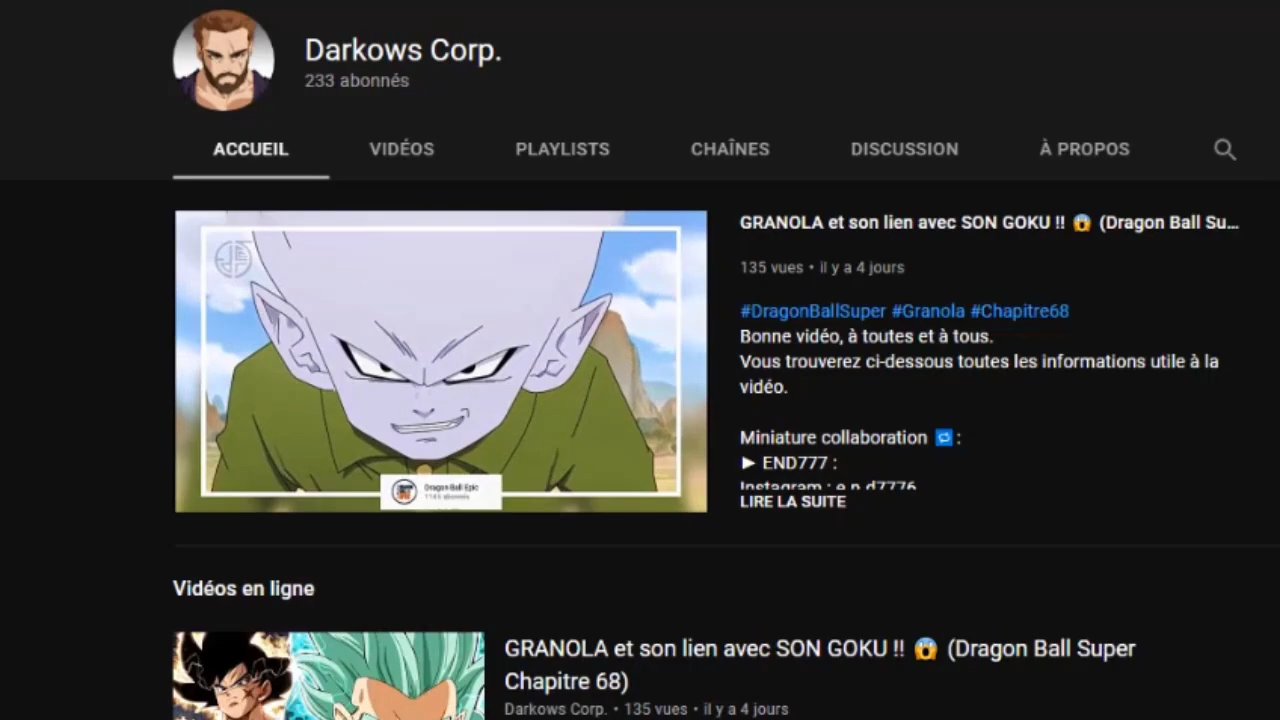 Darkows Corp.
233 abonnés
ACCUEIL VIDÉOS PLAYLISTS CHAÎNES DISCUSSION À PROPOS
GRANOLA et son lien avec SON GOKU !! 😱 (Dragon Ball Su...
135 vues • il y a 4 jours
#DragonBallSuper #Granola #Chapitre68
Bonne vidéo, à toutes et à tous.
Vous trouverez ci-dessous toutes les informations utile à la
vidéo.
Miniature collaboration 🔁 :
► END777 :
Instagram : e.n.d7776
LIRE LA SUITE
Dragon Ball Epic
Vidéos en ligne
GRANOLA et son lien avec SON GOKU !! 😱 (Dragon Ball Super
Chapitre 68)
Darkows Corp. • 135 vues • il y a 4 jours